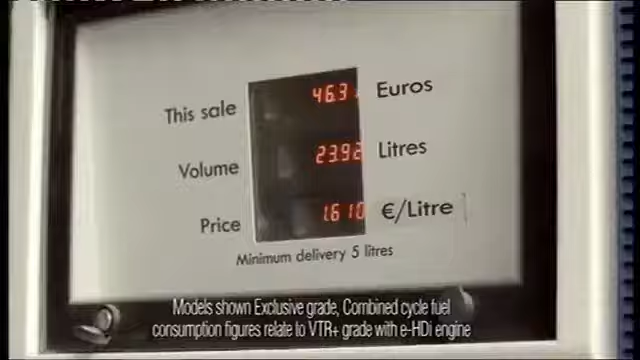 This sale 46.3 Euros
Volume 23.92 Litres
Price 1.610 €/Litre
Minimum delivery 5 litres
Models shown Exclusive grade, Combined cycle fuel
consumption figures relate to VTR+ grade with e-HDi engine